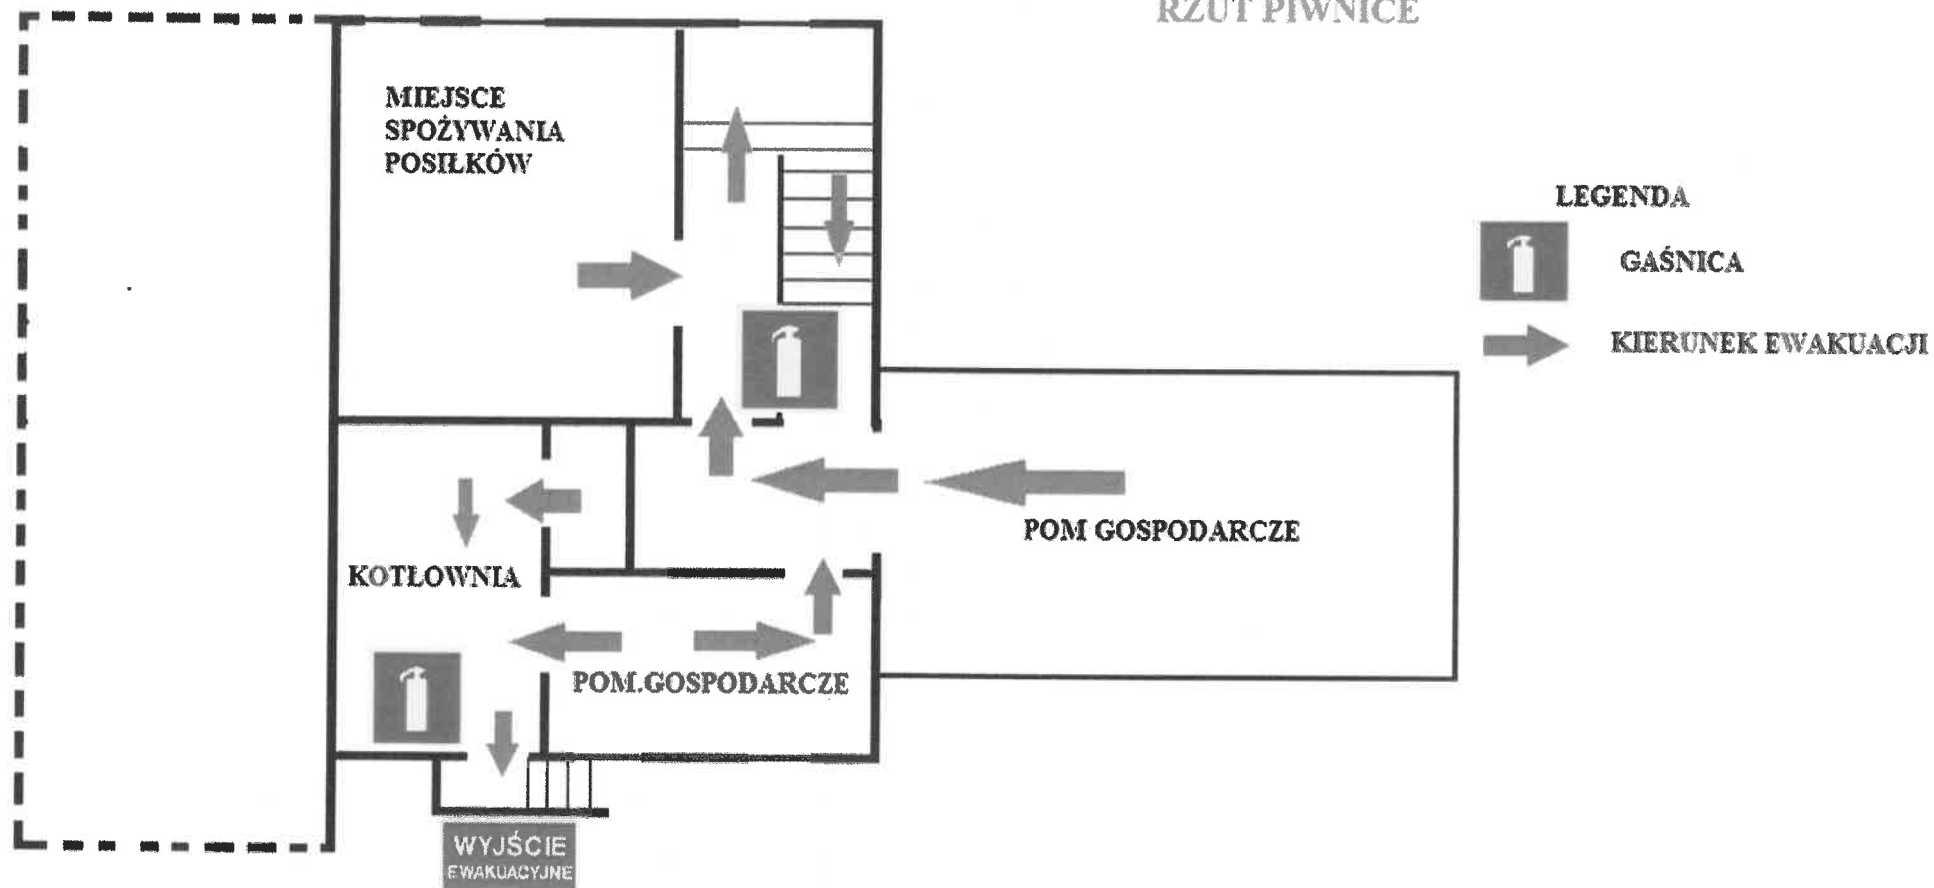 RZUT PIWNICE
MIEJSCE
SPOŻYWANIA
POSIŁKÓW
LEGENDA
GAŚNICA
KIERUNEK EWAKUACJI
POM GOSPODARCZE
KOTŁOWNIA
POM.GOSPODARCZE
WYJŚCIE
EWAKUACYJNE